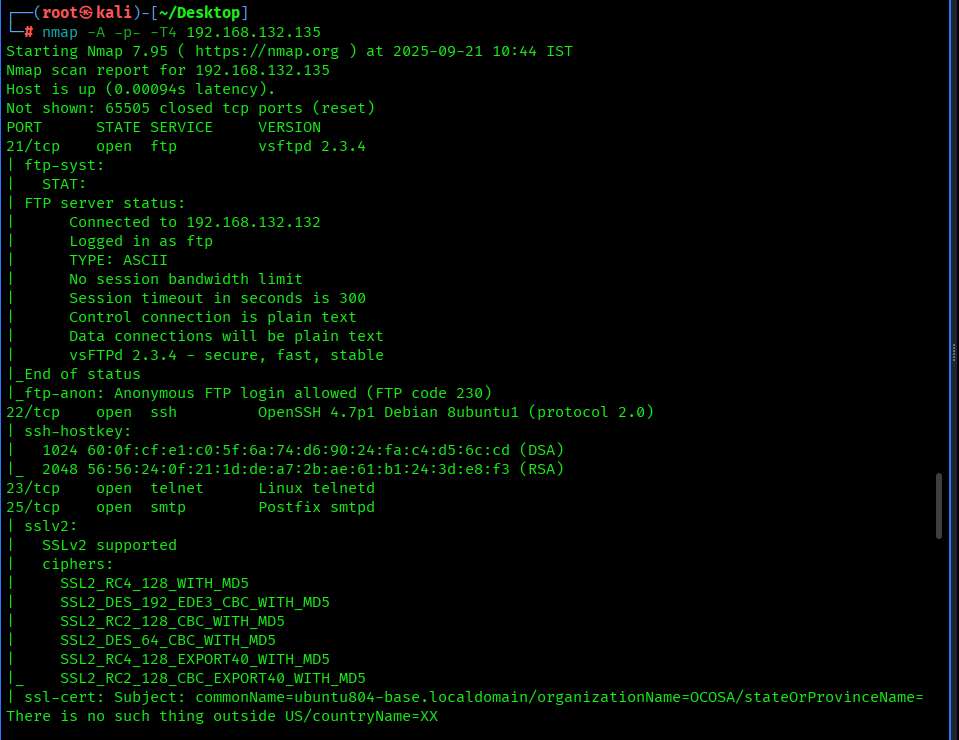 ┌──(root㉿kali)-[~/Desktop]
└─# nmap -A -p- -T4 192.168.132.135
Starting Nmap 7.95 ( https://nmap.org ) at 2025-09-21 10:44 IST
Nmap scan report for 192.168.132.135
Host is up (0.00094s latency).
Not shown: 65505 closed tcp ports (reset)
PORT      STATE SERVICE     VERSION
21/tcp    open  ftp         vsftpd 2.3.4
| ftp-syst:
|   STAT:
| FTP server status:
|      Connected to 192.168.132.132
|      Logged in as ftp
|      TYPE: ASCII
|      No session bandwidth limit
|      Session timeout in seconds is 300
|      Control connection is plain text
|      Data connections will be plain text
|      vsFTPd 2.3.4 - secure, fast, stable
|_End of status
|_ftp-anon: Anonymous FTP login allowed (FTP code 230)
22/tcp    open  ssh         OpenSSH 4.7p1 Debian 8ubuntu1 (protocol 2.0)
| ssh-hostkey:
|   1024 60:0f:cf:e1:c0:5f:6a:74:d6:90:24:fa:c4:d5:6c:cd (DSA)
|_  2048 56:56:24:0f:21:1d:de:a7:2b:ae:61:b1:24:3d:e8:f3 (RSA)
23/tcp    open  telnet      Linux telnetd
25/tcp    open  smtp        Postfix smtpd
| sslv2:
|   SSLv2 supported
|   ciphers:
|     SSL2_RC4_128_WITH_MD5
|     SSL2_DES_192_EDE3_CBC_WITH_MD5
|     SSL2_RC2_128_CBC_WITH_MD5
|     SSL2_DES_64_CBC_WITH_MD5
|     SSL2_RC4_128_EXPORT40_WITH_MD5
|_    SSL2_RC2_128_CBC_EXPORT40_WITH_MD5
| ssl-cert: Subject: commonName=ubuntu804-base.localdomain/organizationName=OCOSA/stateOrProvinceName=
There is no such thing outside US/countryName=XX